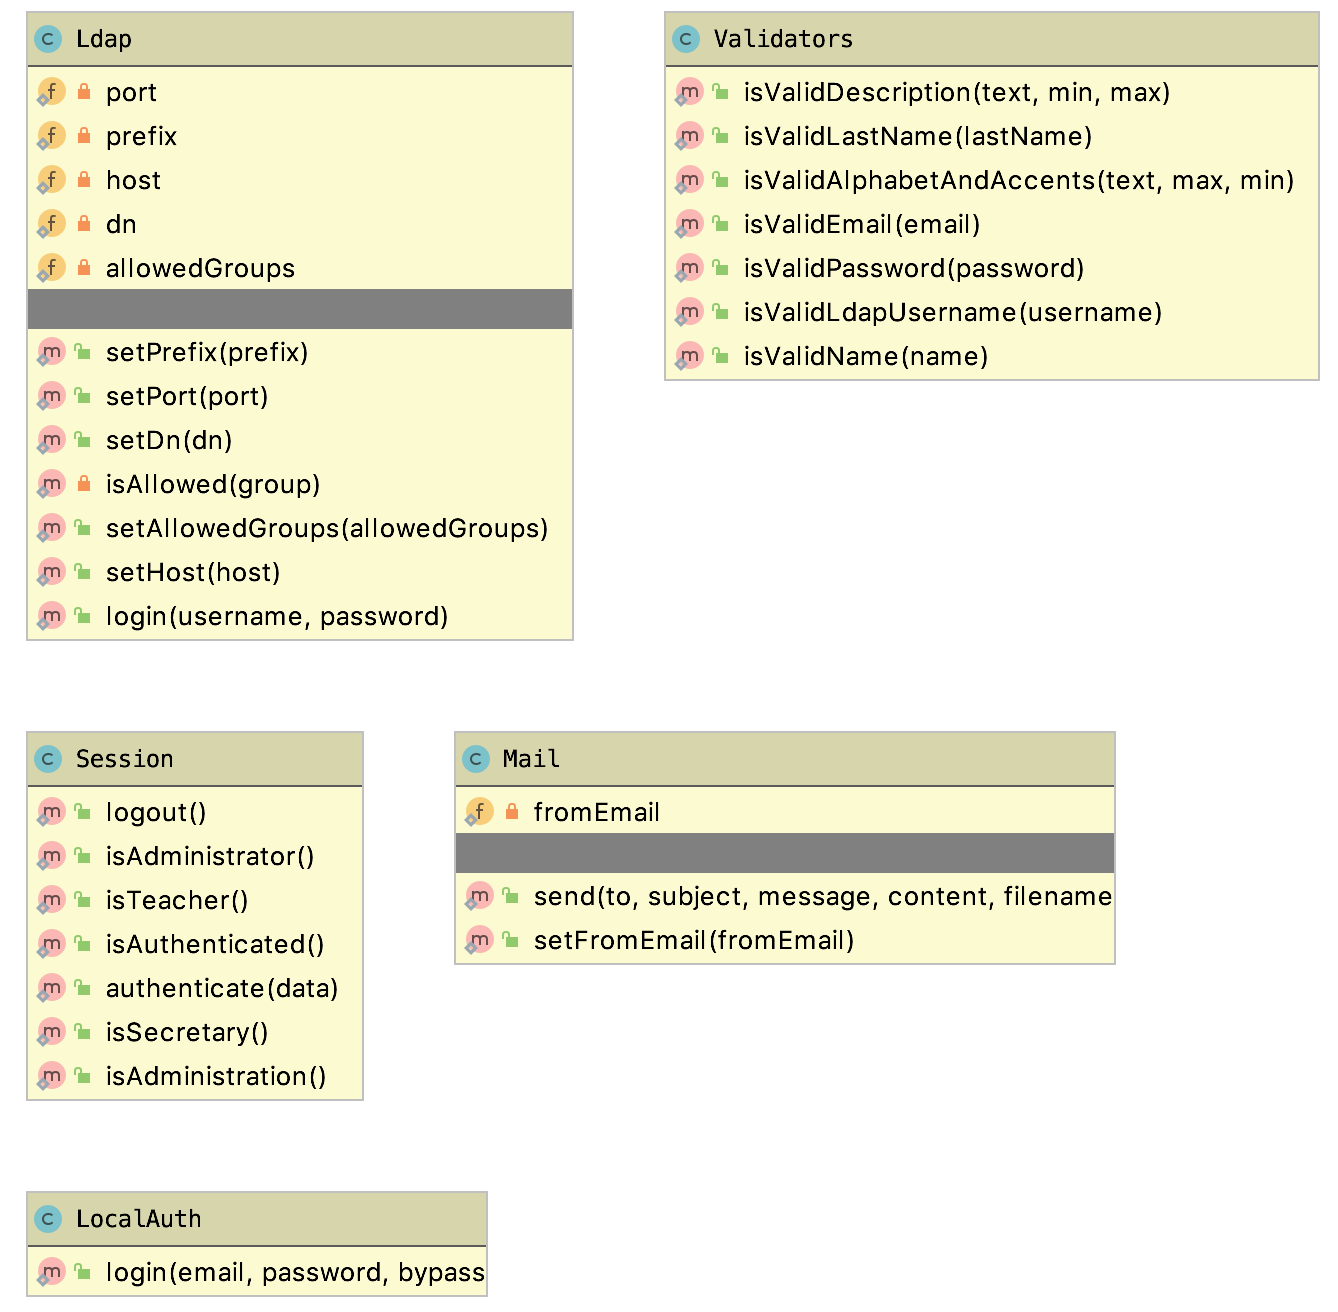 Ldap
port
prefix
host
dn
allowedGroups
setPrefix(prefix)
setPort(port)
setDn(dn)
isAllowed(group)
setAllowedGroups(allowedGroups)
setHost(host)
login(username, password)
Validators
isValidDescription(text, min, max)
isValidLastName(lastName)
isValidAlphabetAndAccents(text, max, min)
isValidEmail(email)
isValidPassword(password)
isValidLdapUsername(username)
isValidName(name)
Session
logout()
isAdministrator()
isTeacher()
isAuthenticated()
authenticate(data)
isSecretary()
isAdministration()
Mail
fromEmail
send(to, subject, message, content, filename
setFromEmail(fromEmail)
LocalAuth
login(email, password, bypass